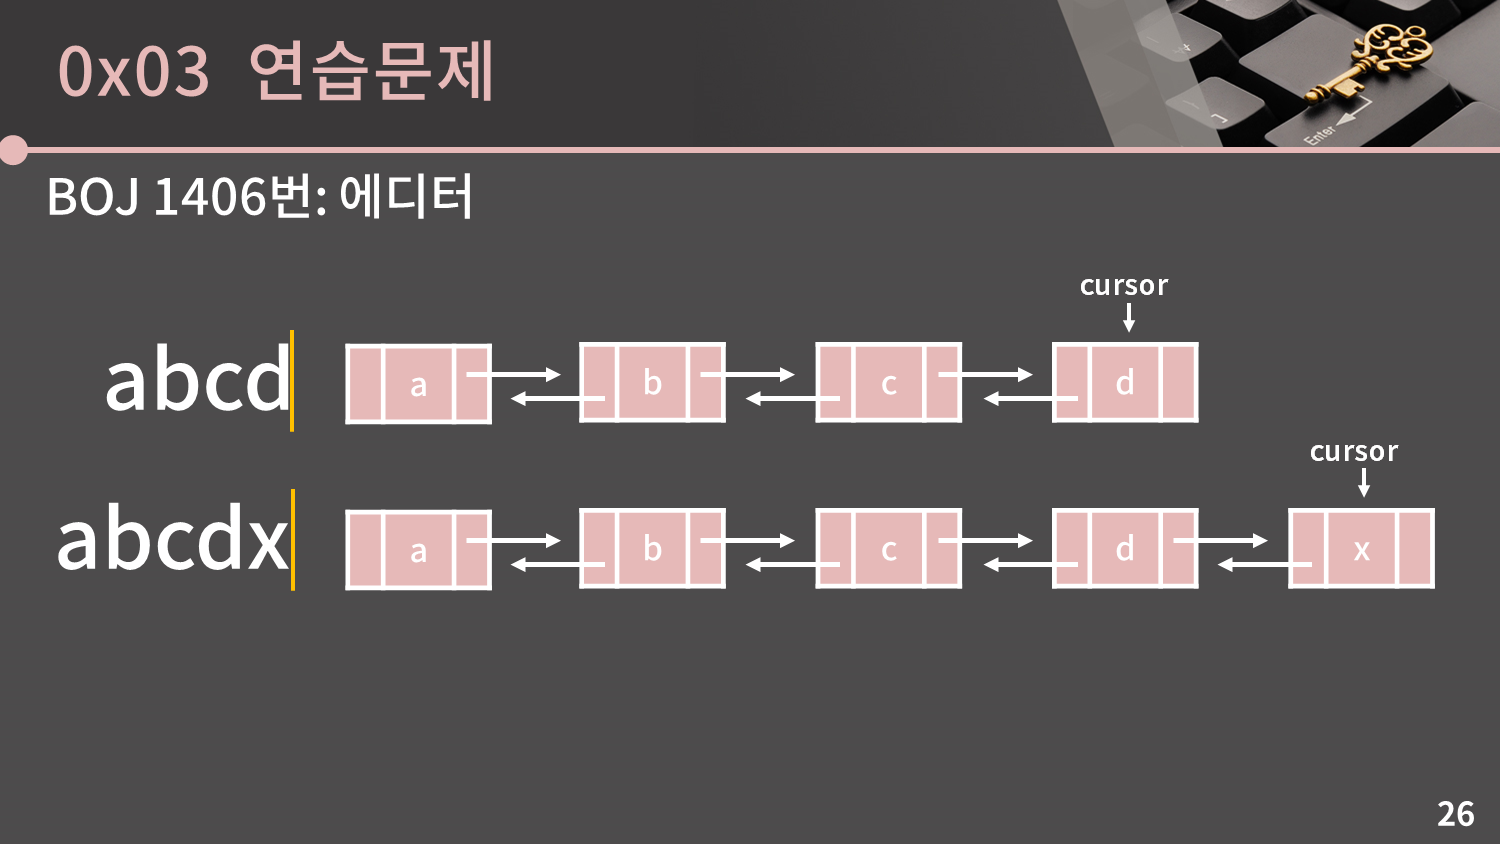 0x03 연습문제
Enter
BOJ 1406번: 에디터
cursor
abcd
a b c d
cursor
abcdx
a b c d x
26